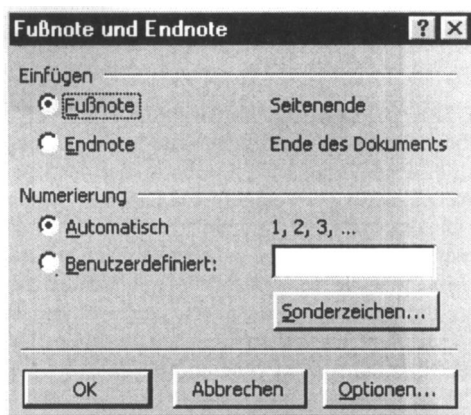 Fußnote und Endnote ? X
Einfügen
Fußnote Seitenende
Endnote Ende des Dokuments
Numerierung
Automatisch 1, 2, 3, ...
Benutzerdefiniert:
Sonderzeichen...
OK Abbrechen Optionen...